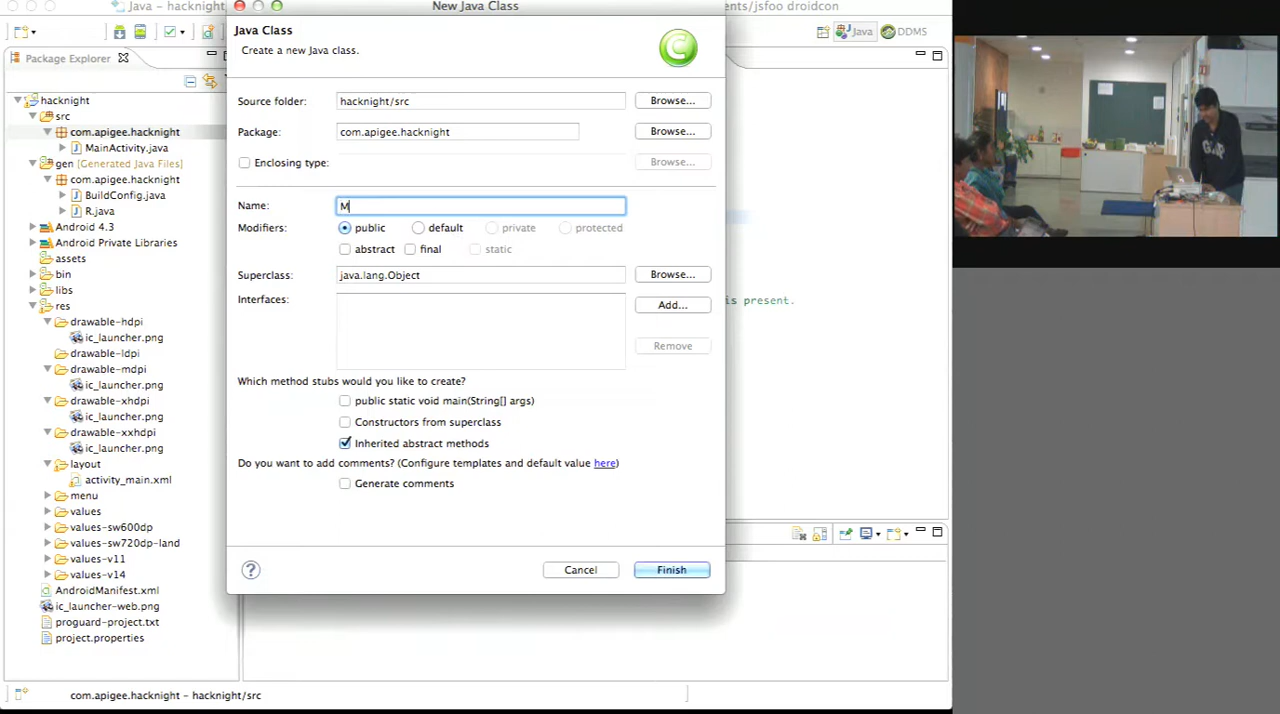 Java - hacknig
New Java Class
ents/jsfoo droidcon
Java
DDMS
Package Explorer
hacknight
src
com.apigee.hacknight
MainActivity.java
gen [Generated Java Files]
com.apigee.hacknight
BuildConfig.java
R.java
Android 4.3
Android Private Libraries
assets
bin
libs
res
drawable-hdpi
ic_launcher.png
drawable-ldpi
drawable-mdpi
ic_launcher.png
drawable-xhdpi
ic_launcher.png
drawable-xxhdpi
ic_launcher.png
layout
activity_main.xml
menu
values
values-sw600dp
values-sw720dp-land
values-v11
values-v14
AndroidManifest.xml
ic_launcher-web.png
proguard-project.txt
project.properties
Java Class
Create a new Java class.
C
Source folder: hacknight/src Browse...
Package: com.apigee.hacknight Browse...
Enclosing type: Browse...
Name: M
Modifiers: public default private protected
abstract final static
Superclass: java.lang.Object Browse...
Interfaces: Add...
Remove
Which method stubs would you like to create?
public static void main(String[] args)
Constructors from superclass
Inherited abstract methods
Do you want to add comments? (Configure templates and default value here)
Generate comments
? Cancel Finish
is present.
com.apigee.hacknight - hacknight/src
GAP